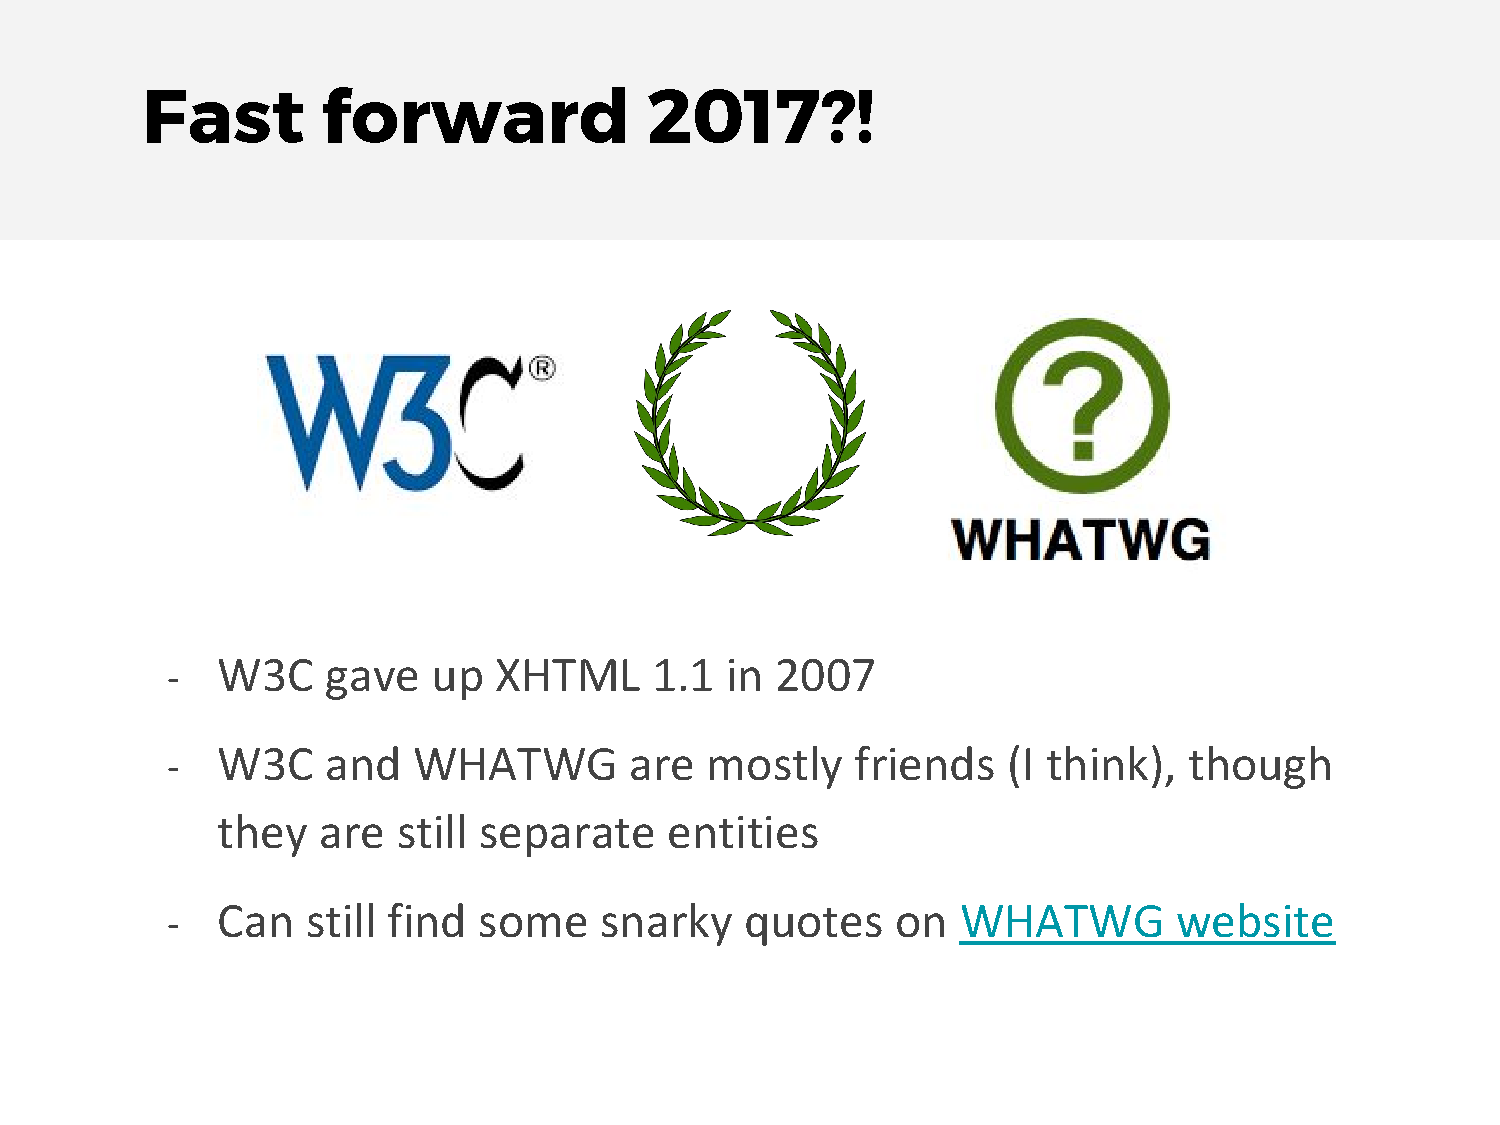 Fast forward 2017?!
W3C®
WHATWG
- W3C gave up XHTML 1.1 in 2007
- W3C and WHATWG are mostly friends (I think), though
they are still separate entities
- Can still find some snarky quotes on WHATWG website